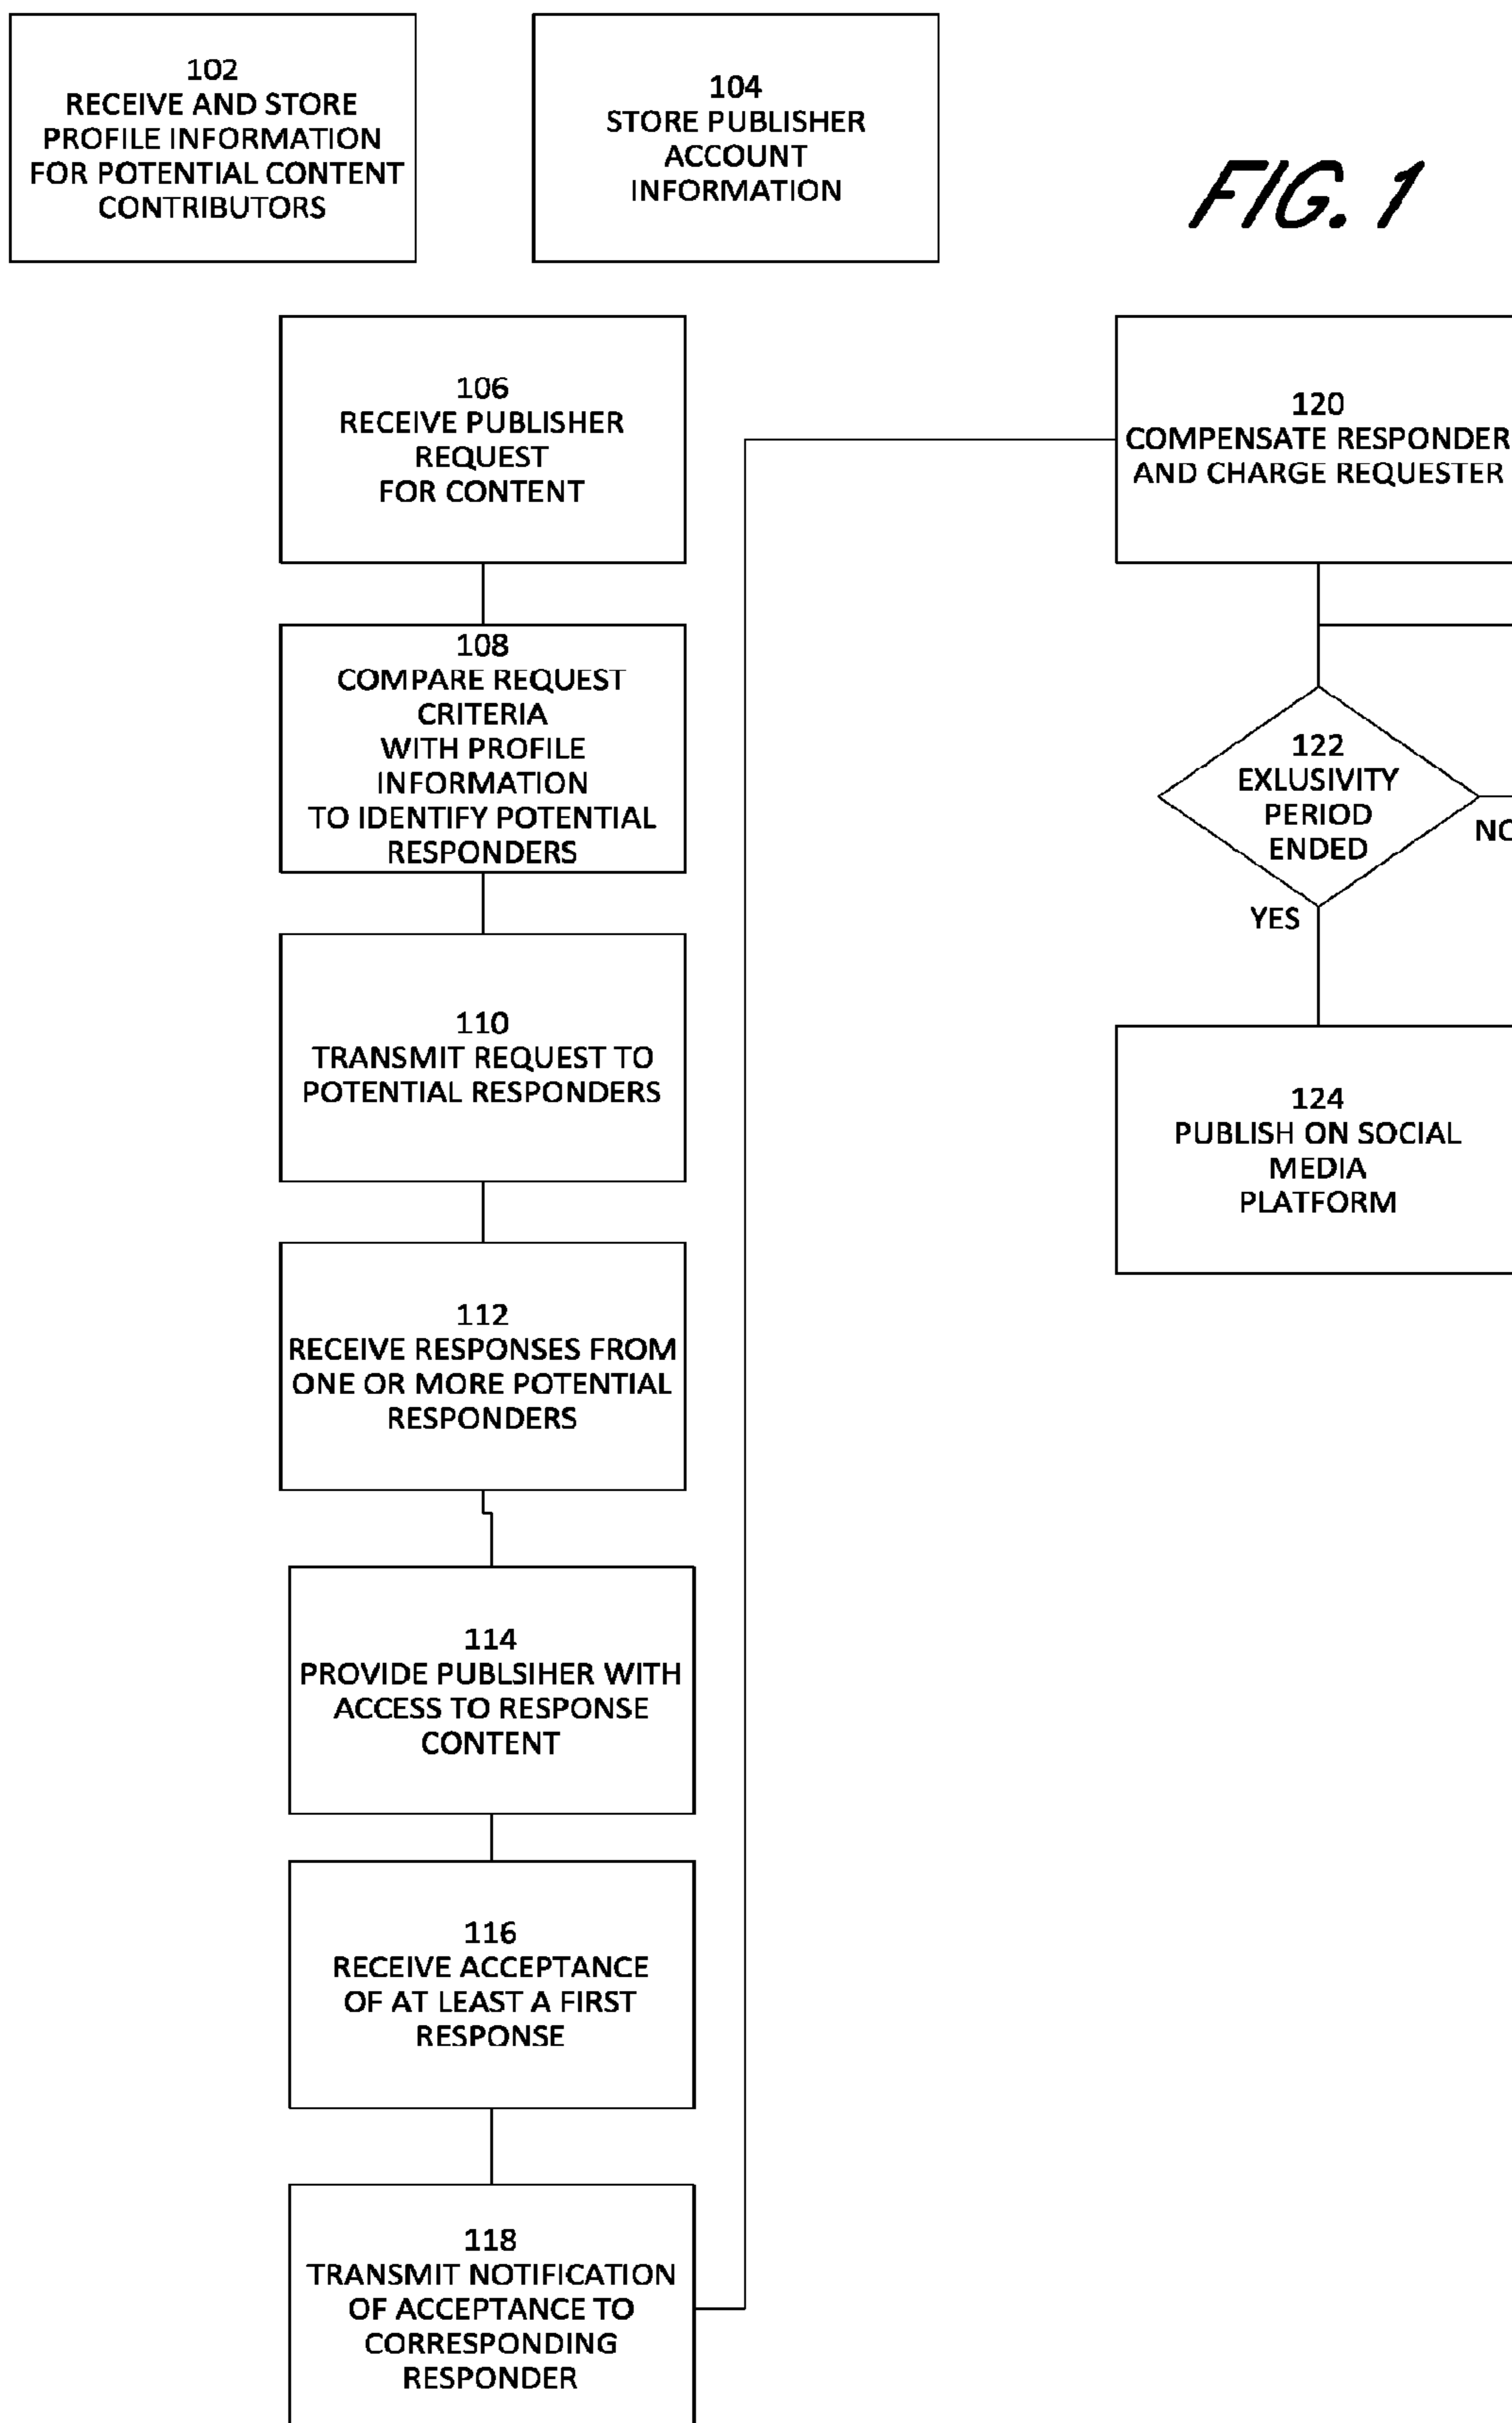 102
RECEIVE AND STORE
PROFILE INFORMATION
FOR POTENTIAL CONTENT
CONTRIBUTORS
104
STORE PUBLISHER
ACCOUNT
INFORMATION
FIG. 1
106
RECEIVE PUBLISHER
REQUEST
FOR CONTENT
108
COMPARE REQUEST
CRITERIA
WITH PROFILE
INFORMATION
TO IDENTIFY POTENTIAL
RESPONDERS
110
TRANSMIT REQUEST TO
POTENTIAL RESPONDERS
112
RECEIVE RESPONSES FROM
ONE OR MORE POTENTIAL
RESPONDERS
114
PROVIDE PUBLSIHER WITH
ACCESS TO RESPONSE
CONTENT
116
RECEIVE ACCEPTANCE
OF AT LEAST A FIRST
RESPONSE
118
TRANSMIT NOTIFICATION
OF ACCEPTANCE TO
CORRESPONDING
RESPONDER
120
COMPENSATE RESPONDER
AND CHARGE REQUESTER
122
EXLUSIVITY
PERIOD
ENDED
NO
YES
124
PUBLISH ON SOCIAL
MEDIA
PLATFORM